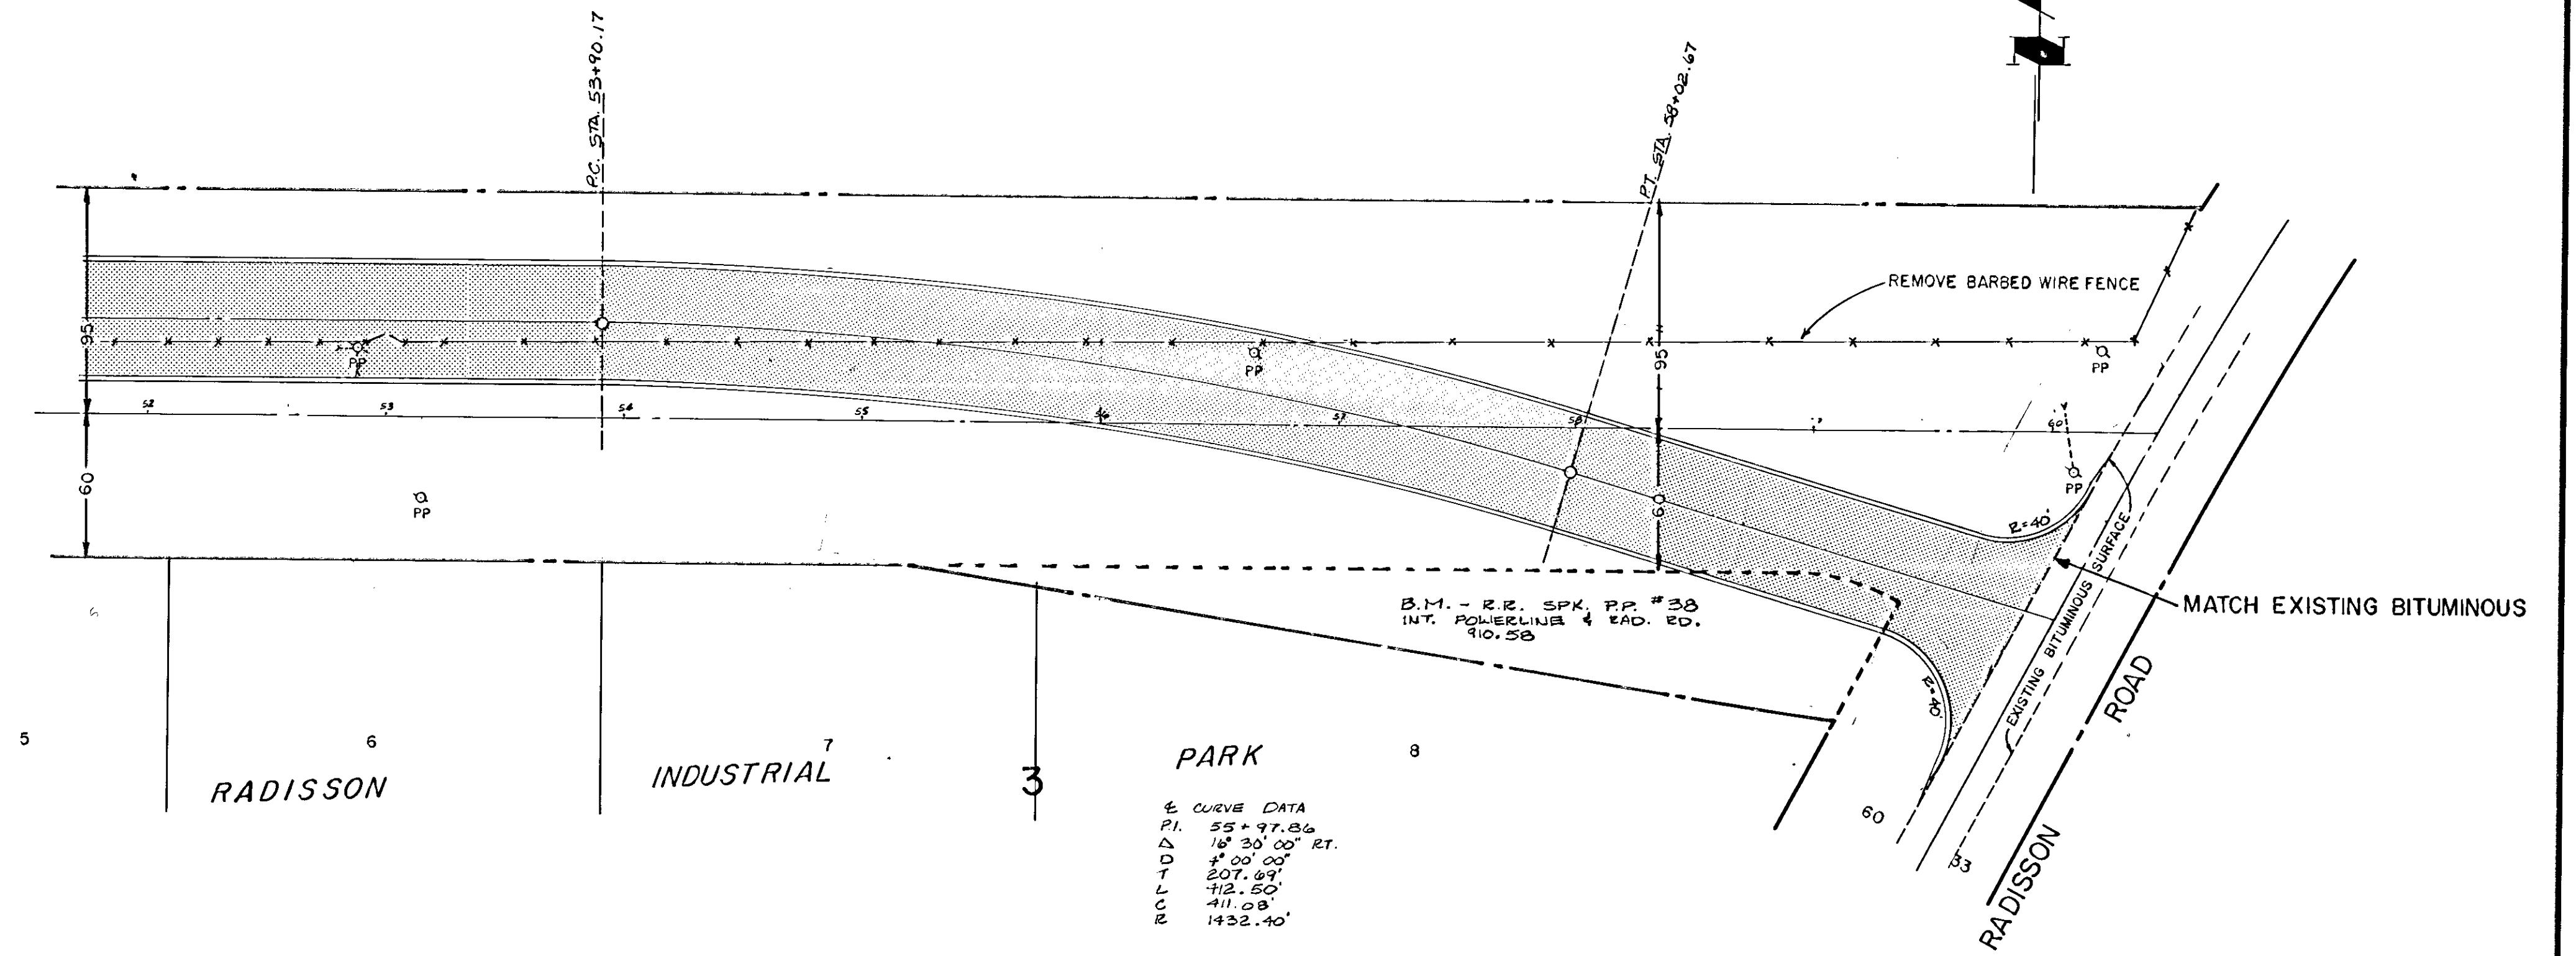 P.C. STA. 53+90.17
P.T. STA. 58+02.67
N
REMOVE BARBED WIRE FENCE
95
PP
PP
95
PP
52
53
54
55
56
57
58
60'
PP
60
PP
60
R=40'
EXISTING BITUMINOUS SURFACE
MATCH EXISTING BITUMINOUS
B.M. - R.R. SPK. P.P. #38
INT. POWERLINE & RAD. RD.
910.58
R=40'
5
6
7
8
RADISSON
INDUSTRIAL
3
PARK
60
33
RADISSON ROAD
℄ CURVE DATA
P.I. 55+97.86
Δ 16° 30' 00" RT.
D 4° 00' 00"
T 207.69'
L 412.50'
C 411.08'
R 1432.40'